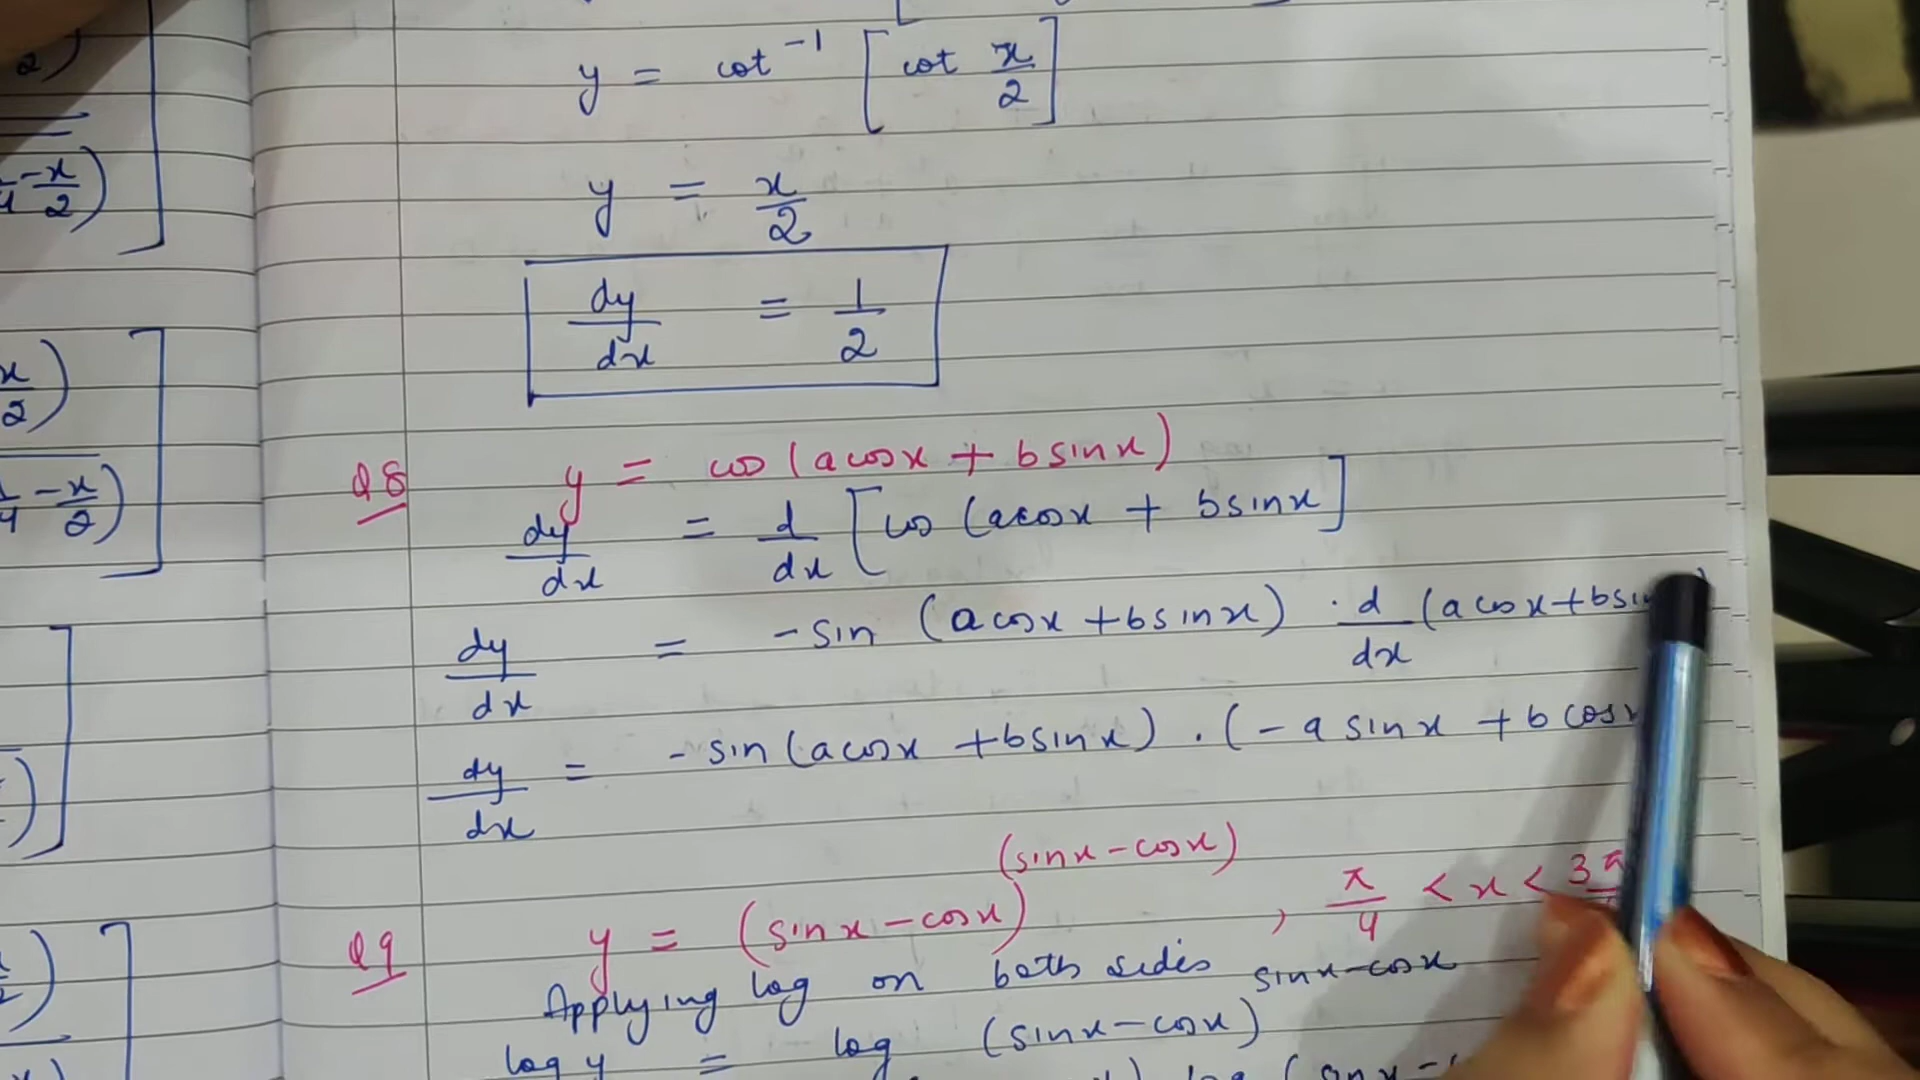 y = cot⁻¹ [cot x/2]
y = x/2
dy/dx = 1/2
Q8 y = cos (a cos x + b sin x)
dy/dx = d/dx [cos (a cos x + b sin x]
dy/dx = - sin (a cos x + b sin x) · d/dx (a cos x + b sin
dy/dx = - sin (a cos x + b sin x) . (- a sin x + b cos x
Q9 y = (sin x - cos x)^(sin x - cos x) , π/4 < x < 3π
Applying log on both sides
log y = log (sin x - cos x)^sin x - cos x